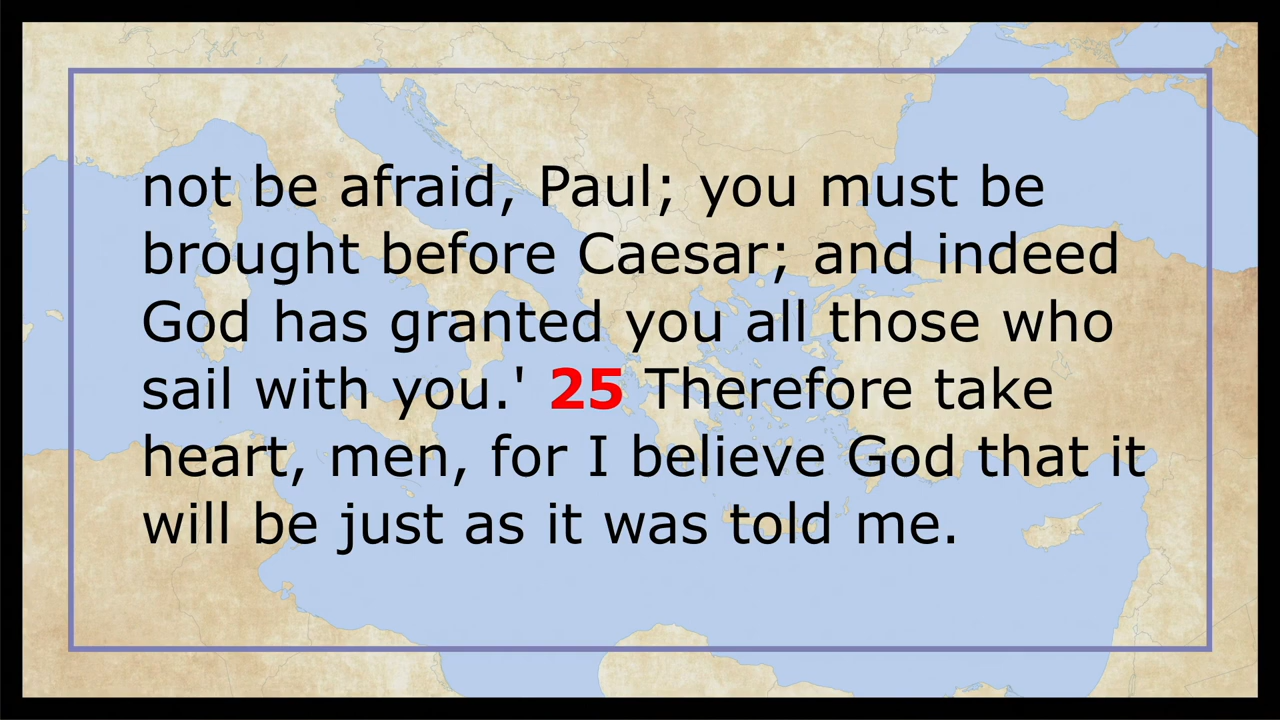 not be afraid, Paul; you must be
brought before Caesar; and indeed
God has granted you all those who
sail with you.' 25 Therefore take
heart, men, for I believe God that it
will be just as it was told me.